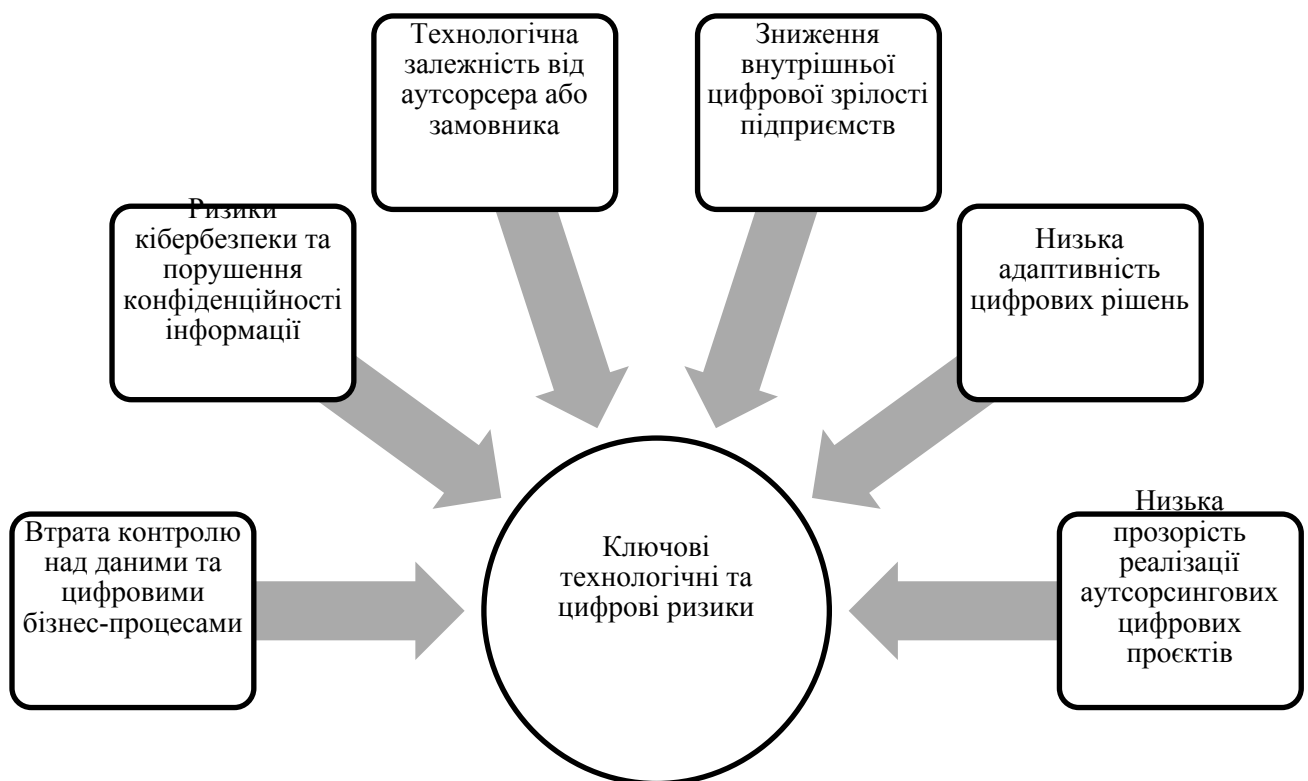 Технологічна
залежність від
аутсорсера або
замовника
Зниження
внутрішньої
цифрової зрілості
підприємств
Ризики
кібербезпеки та
порушення
конфіденційності
інформації
Низька
адаптивність
цифрових рішень
Втрата контролю
над даними та
цифровими
бізнес-процесами
Ключові
технологічні та
цифрові ризики
Низька
прозорість
реалізації
аутсорсингових
цифрових
проєктів